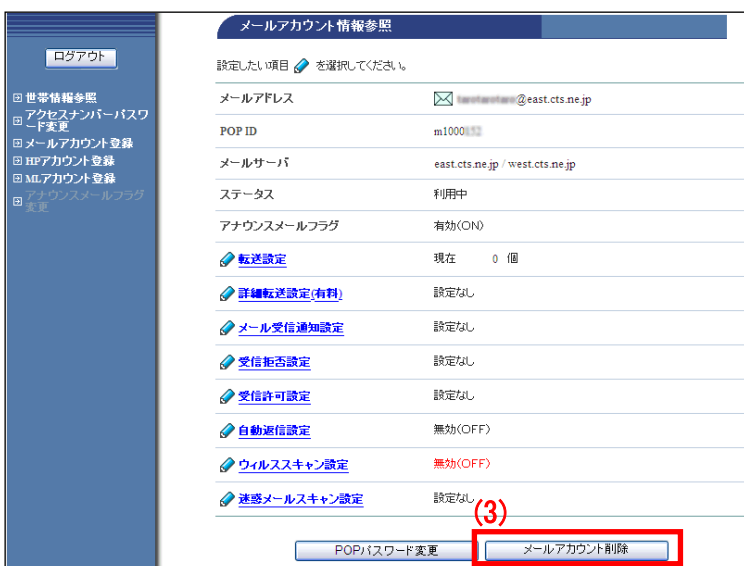 メールアカウント情報参照
ログアウト
世帯情報参照
アクセスナンバーパスワ
ード変更
メールアカウント登録
HPアカウント登録
MLアカウント登録
アナウンスメールフラグ
変更
設定したい項目 を選択してください。
メールアドレス @east.cts.ne.jp
POP ID m1000
メールサーバ east.cts.ne.jp / west.cts.ne.jp
ステータス 利用中
アナウンスメールフラグ 有効(ON)
転送設定 現在 0 個
詳細転送設定(有料) 設定なし
メール受信通知設定 設定なし
受信拒否設定 設定なし
受信許可設定 設定なし
自動返信設定 無効(OFF)
ウィルススキャン設定 無効(OFF)
迷惑メールスキャン設定 設定なし
(3)
POPパスワード変更 メールアカウント削除